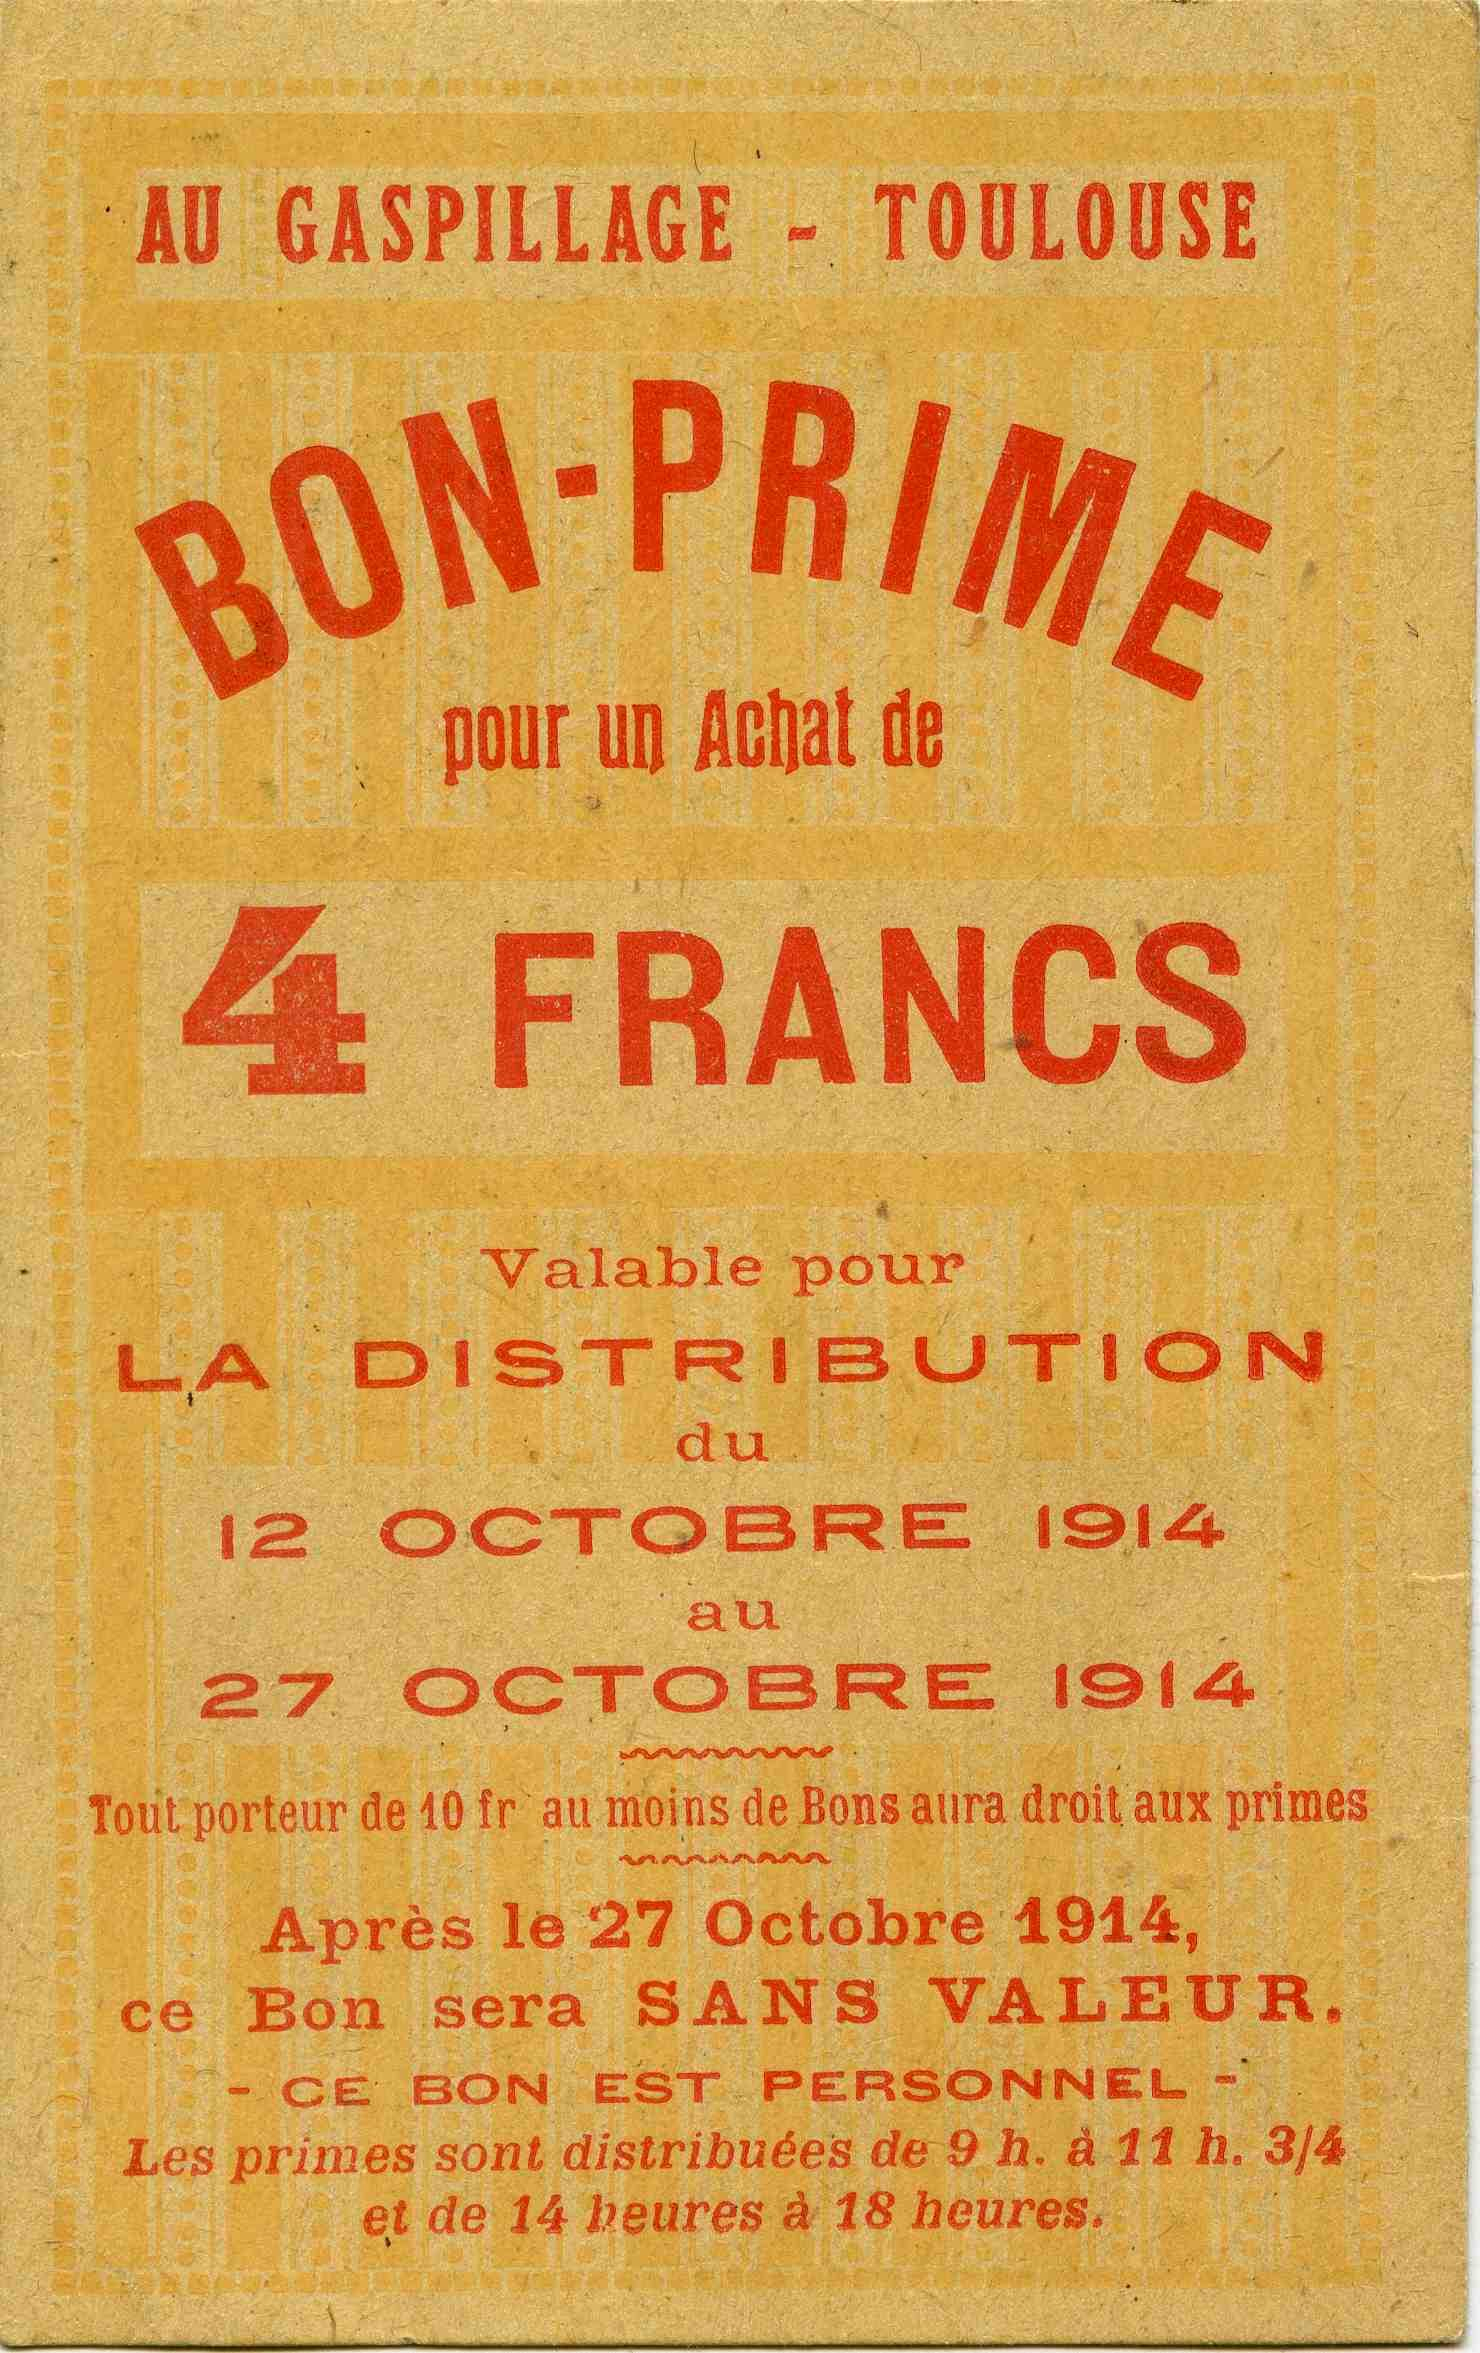 AU GASPILLAGE - TOULOUSE
BON-PRIME
pour un Achat de
4 FRANCS
Valable pour
LA DISTRIBUTION
du
12 OCTOBRE 1914
au
27 OCTOBRE 1914
Tout porteur de 10 fr au moins de Bons aura droit aux primes
Après le 27 Octobre 1914,
ce Bon sera SANS VALEUR.
- CE BON EST PERSONNEL -
Les primes sont distribuées de 9 h. à 11 h. 3/4
et de 14 heures à 18 heures.